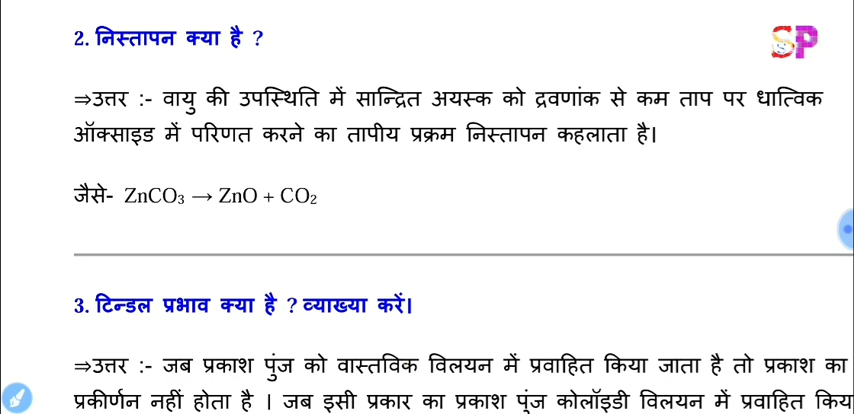 2. निस्तापन क्या है ?
SP
⇒उत्तर :- वायु की उपस्थिति में सान्द्रित अयस्क को द्रवणांक से कम ताप पर धात्विक
ऑक्साइड में परिणत करने का तापीय प्रक्रम निस्तापन कहलाता है।
जैसे- ZnCO₃ → ZnO + CO₂
3. टिन्डल प्रभाव क्या है ? व्याख्या करें।
⇒उत्तर :- जब प्रकाश पुंज को वास्तविक विलयन में प्रवाहित किया जाता है तो प्रकाश का
प्रकीर्णन नहीं होता है । जब इसी प्रकार का प्रकाश पुंज कोलॉइडी विलयन में प्रवाहित किय